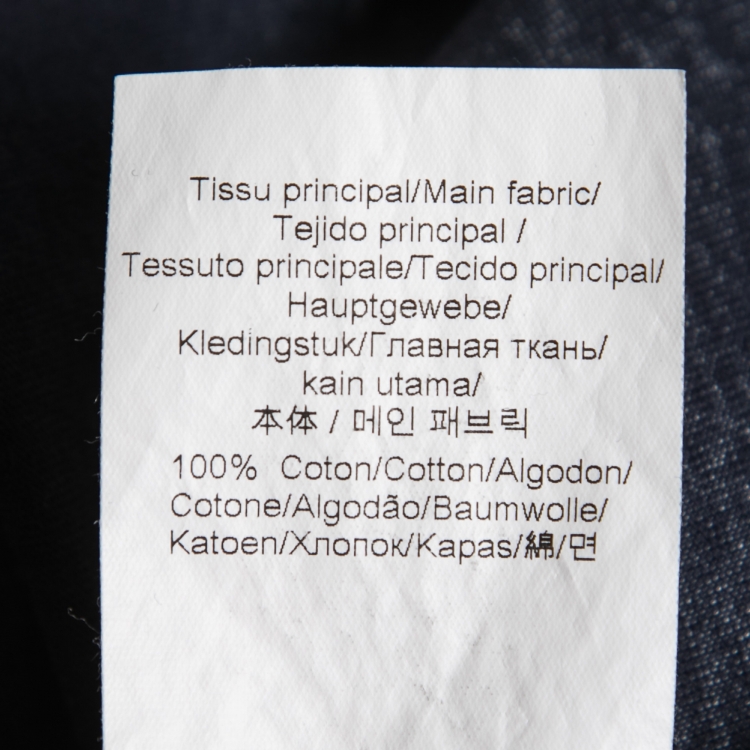 Tissu principal/Main fabric/
Tejido principal /
Tessuto principale/Tecido principal/
Hauptgewebe/
Kledingstuk/Главная ткань/
kain utama/
本体 / 메인 패브릭
100% Coton/Cotton/Algodon/
Cotone/Algodão/Baumwolle/
Katoen/Хлопок/Kapas/綿/면